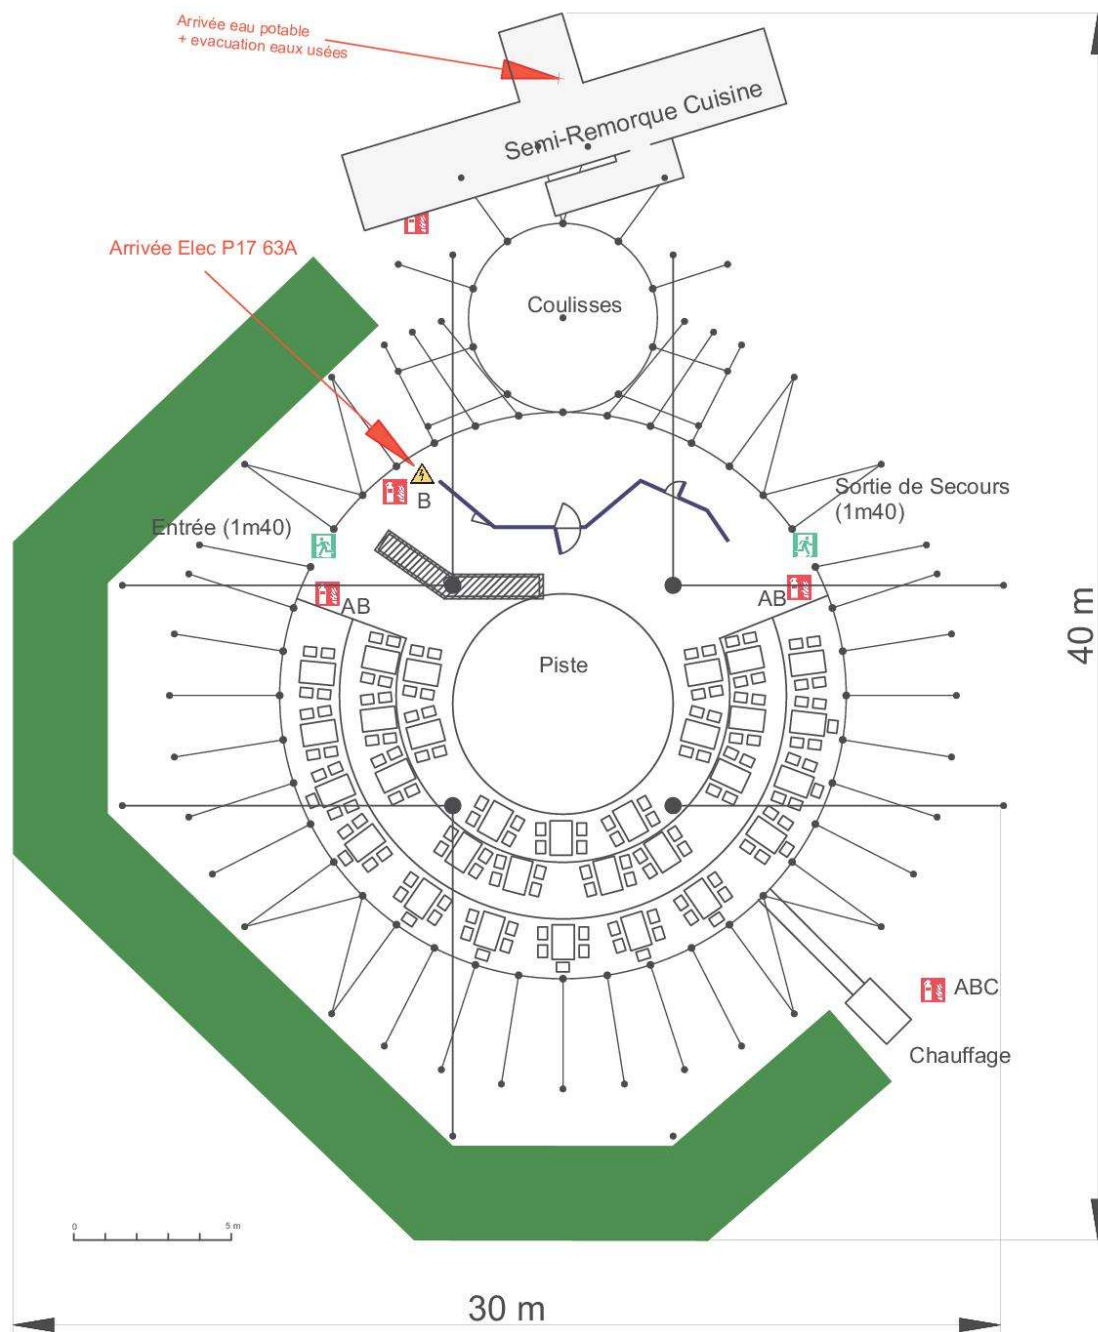 Arrivée eau potable
+ evacuation eaux usées
Semi-Remorque Cuisine
Arrivée Elec P17 63A
Coulisses
B
Sortie de Secours
(1m40)
Entrée (1m40)
AB
AB
Piste
40 m
ABC
Chauffage
0
5 m
30 m